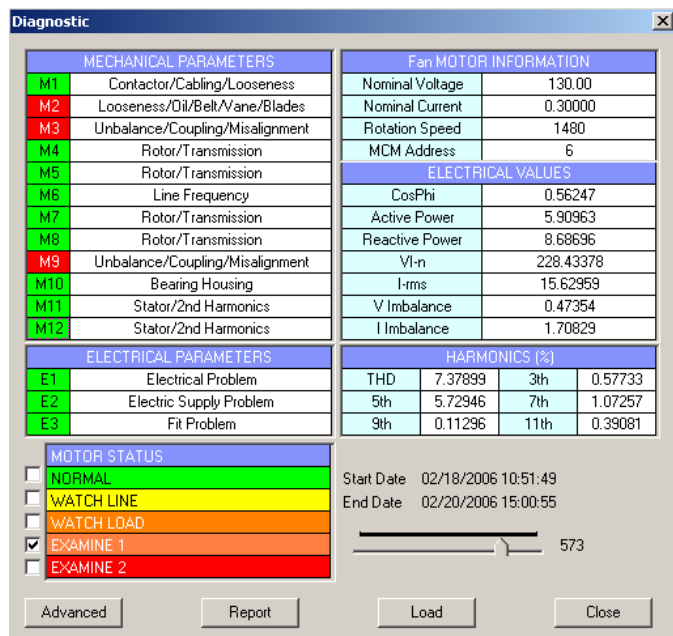 Diagnostic
MECHANICAL PARAMETERS
M1 Contactor/Cabling/Looseness
M2 Looseness/Oil/Belt/Vane/Blades
M3 Unbalance/Coupling/Misalignment
M4 Rotor/Transmission
M5 Rotor/Transmission
M6 Line Frequency
M7 Rotor/Transmission
M8 Rotor/Transmission
M9 Unbalance/Coupling/Misalignment
M10 Bearing Housing
M11 Stator/2nd Harmonics
M12 Stator/2nd Harmonics
Fan MOTOR INFORMATION
Nominal Voltage 130.00
Nominal Current 0.30000
Rotation Speed 1480
MCM Address 6
ELECTRICAL VALUES
CosPhi 0.56247
Active Power 5.90963
Reactive Power 8.68696
Vl-n 228.43378
I-rms 15.62959
V Imbalance 0.47354
I Imbalance 1.70829
ELECTRICAL PARAMETERS
E1 Electrical Problem
E2 Electric Supply Problem
E3 Fit Problem
HARMONICS (%)
THD 7.37899 3th 0.57733
5th 5.72946 7th 1.07257
9th 0.11296 11th 0.39081
MOTOR STATUS
NORMAL
WATCH LINE
WATCH LOAD
EXAMINE 1
EXAMINE 2
Start Date 02/18/2006 10:51:49
End Date 02/20/2006 15:00:55
573
Advanced Report Load Close